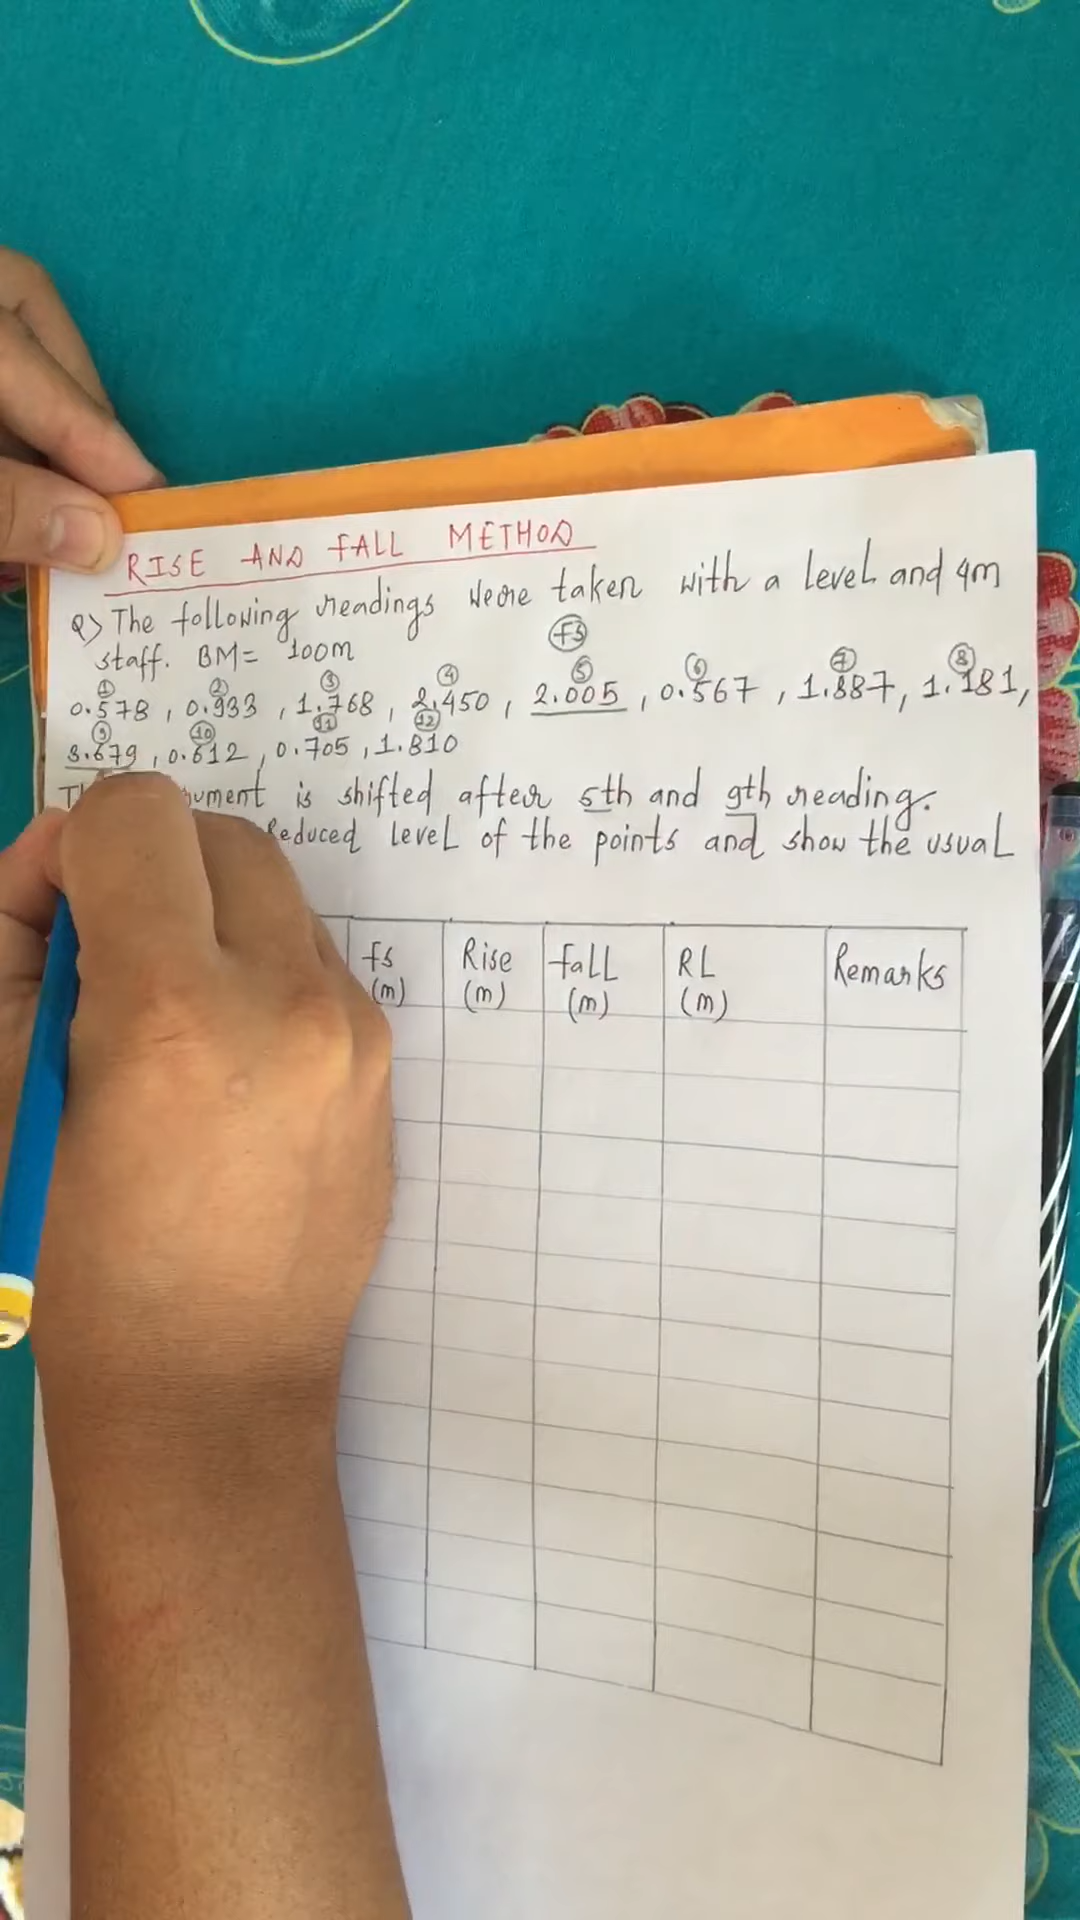 RISE AND FALL METHOD
Q) The following readings were taken with a level and 4m
staff. BM = 100m
fs
1 2 3 4 5 6 7 8
0.578, 0.933, 1.768, 2.450, 2.005, 0.567, 1.887, 1.181,
9 10 11 12
3.679, 0.612, 0.705, 1.810
is shifted after 5th and 9th reading.
Reduced level of the points and show the usual
fs (m) Rise (m) fall (m) RL (m) Remarks